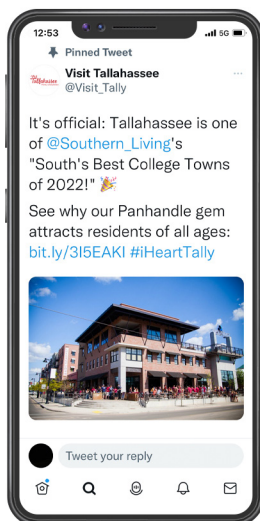 12:53
5G
Pinned Tweet
Tallahassee
Visit Tallahassee
@Visit_Tally
It's official: Tallahassee is one
of @Southern_Living's
"South's Best College Towns
of 2022!" 🎉
See why our Panhandle gem
attracts residents of all ages:
bit.ly/3I5EAKI #iHeartTally
Tweet your reply